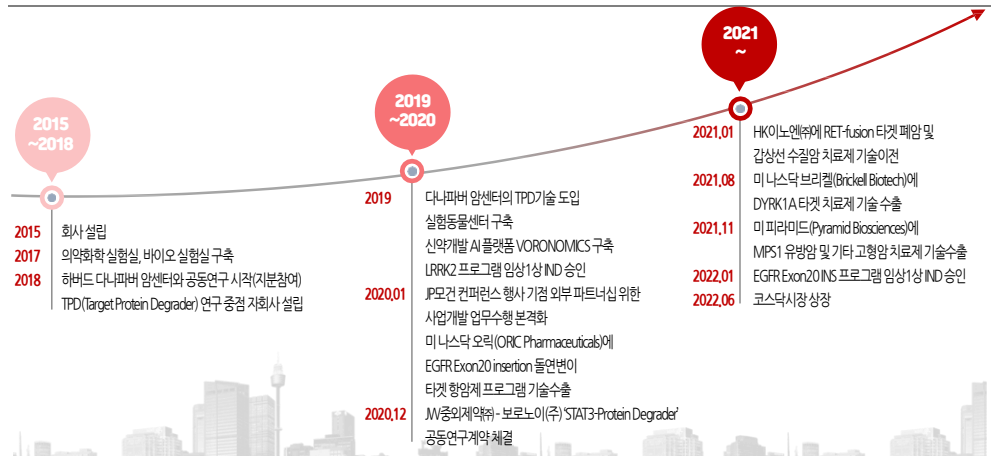 2015
~2018
2015 회사 설립
2017 의약화학 실험실, 바이오 실험실 구축
2018 하버드 다나파버 암센터와 공동연구 시작(지분참여)
TPD(Target Protein Degrader) 연구 중점 자회사 설립
2019
~2020
2019 다나파버 암센터의 TPD기술 도입
실험동물센터 구축
신약개발 AI 플랫폼 VORONOMICS 구축
LRRK2 프로그램 임상1상 IND 승인
2020.01 JP모건 컨퍼런스 행사 기점 외부 파트너십 위한
사업개발 업무수행 본격화
미 나스닥 오릭(ORIC Pharmaceuticals)에
EGFR Exon20 insertion 돌연변이
타겟 항암제 프로그램 기술수출
2020.12 JW중외제약㈜ - 보로노이(주) ‘STAT3-Protein Degrader’
공동연구계약 체결
2021
~
2021.01 HK이노엔㈜에 RET-fusion 타겟 폐암 및
갑상선 수질암 치료제 기술이전
2021.08 미 나스닥 브리켈(Brickell Biotech)에
DYRK1A 타겟 치료제 기술 수출
2021.11 미 피라미드(Pyramid Biosciences)에
MPS1 유방암 및 기타 고형암 치료제 기술수출
2022.01 EGFR Exon20 INS 프로그램 임상1상 IND 승인
2022.06 코스닥시장 상장